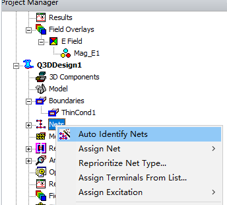 Project Manager
Results
Field Overlays
E Field
Mag_E1
Q3DDesign1
3D Components
Model
Boundaries
ThinCond1
Nets
Auto Identify Nets
Assign Net
Reprioritize Net Type...
Assign Terminals From List...
Assign Excitation